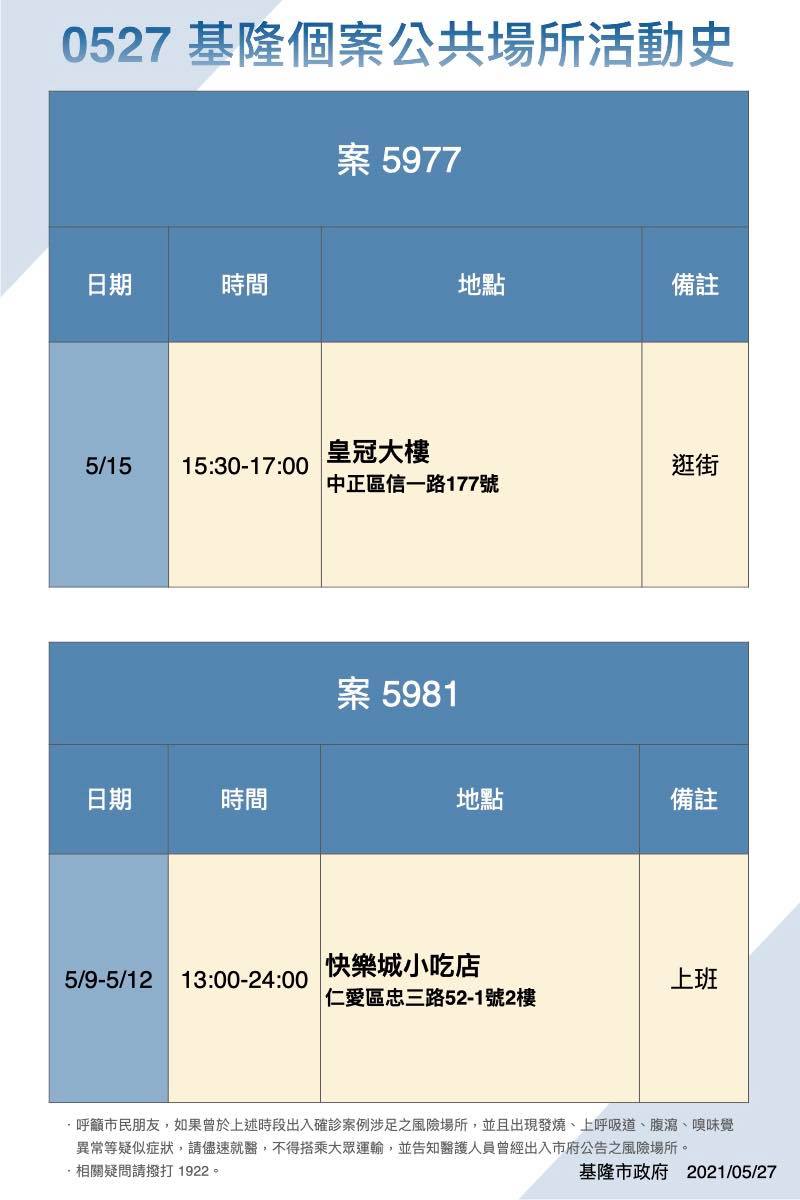 0527 基隆個案公共場所活動史
案 5977
日期 時間 地點 備註
5/15 15:30-17:00 皇冠大樓 逛街
中正區信一路177號
案 5981
日期 時間 地點 備註
5/9-5/12 13:00-24:00 快樂城小吃店 上班
仁愛區忠三路52-1號2樓
· 呼籲市民朋友，如果曾於上述時段出入確診案例涉足之風險場所，並且出現發燒、上呼吸道、腹瀉、嗅味覺
異常等疑似症狀，請儘速就醫，不得搭乘大眾運輸，並告知醫護人員曾經出入市府公告之風險場所。
· 相關疑問請撥打 1922。
基隆市政府 2021/05/27